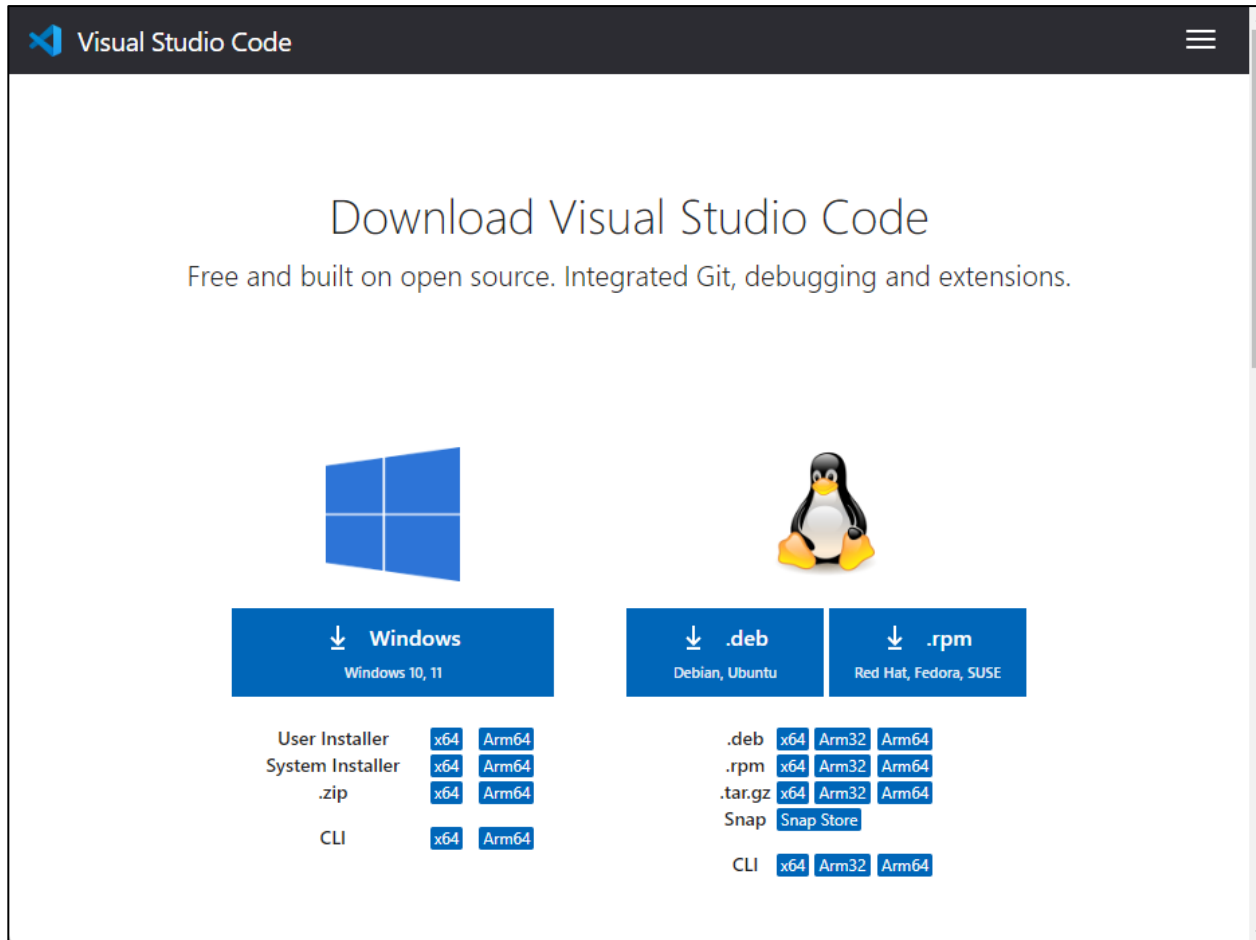 Visual Studio Code
Download Visual Studio Code
Free and built on open source. Integrated Git, debugging and extensions.
Windows
Windows 10, 11
User Installer x64 Arm64
System Installer x64 Arm64
.zip x64 Arm64
CLI x64 Arm64
.deb
Debian, Ubuntu
.rpm
Red Hat, Fedora, SUSE
.deb x64 Arm32 Arm64
.rpm x64 Arm32 Arm64
.tar.gz x64 Arm32 Arm64
Snap Snap Store
CLI x64 Arm32 Arm64